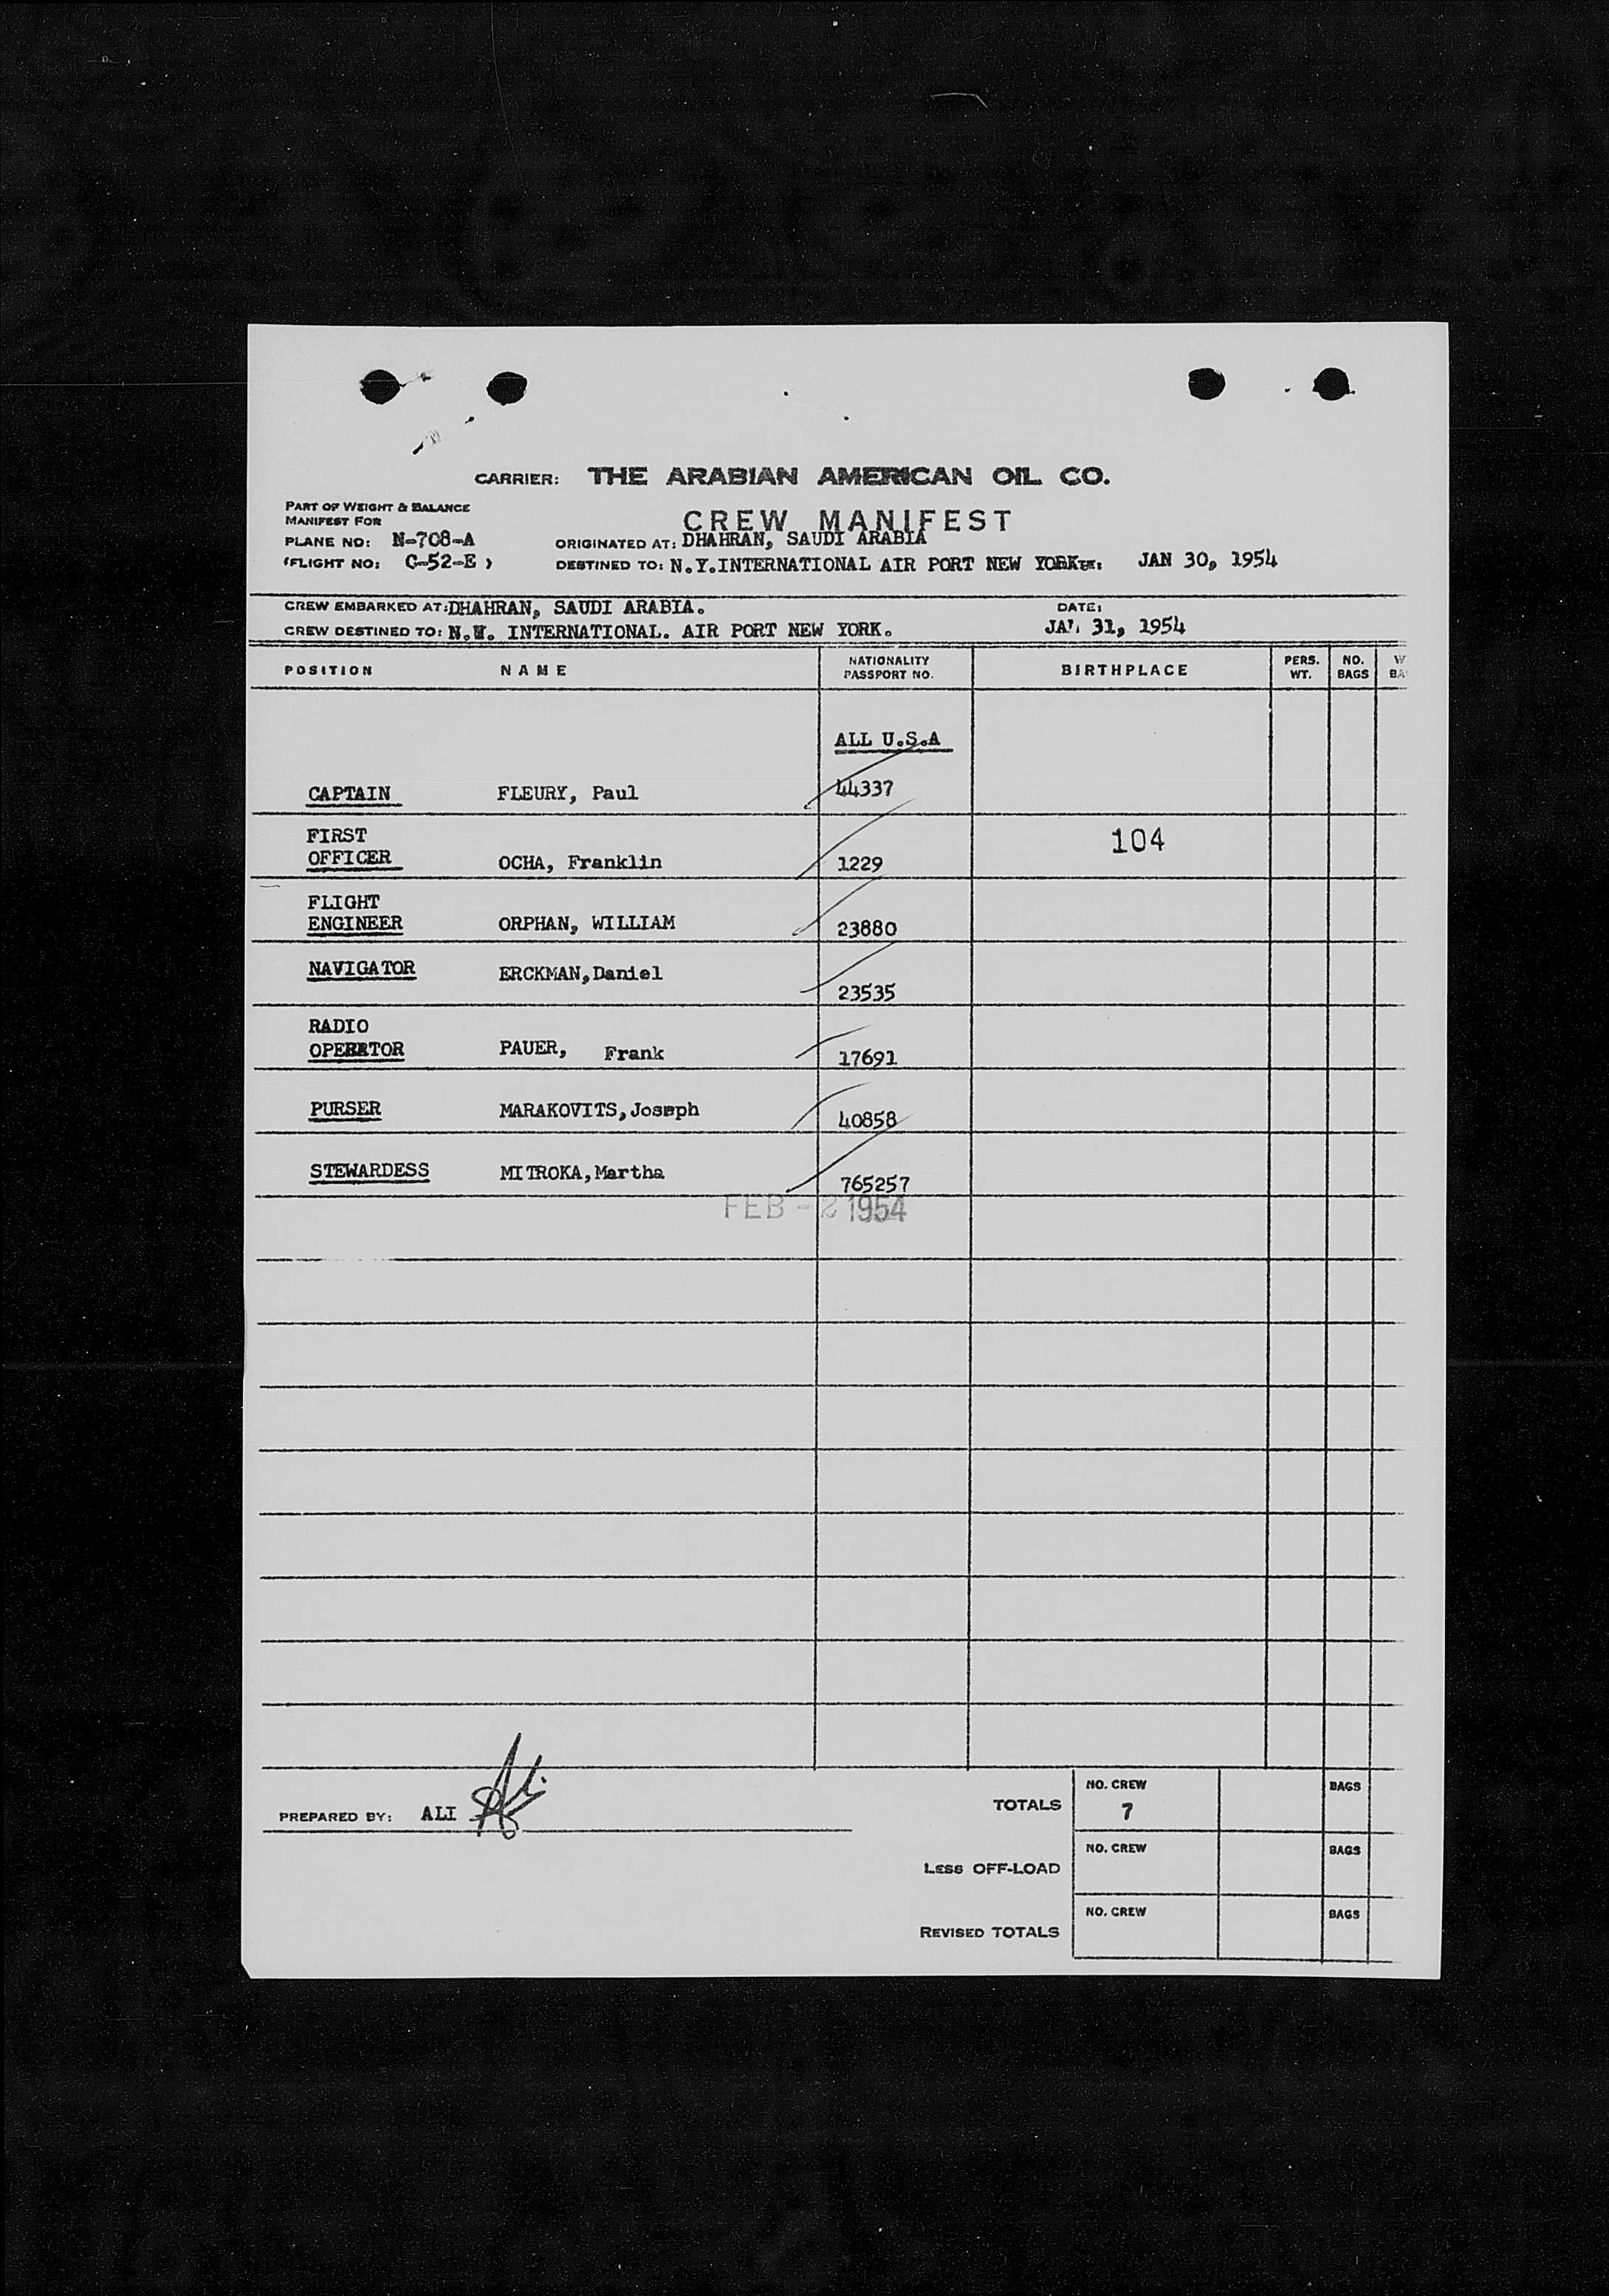 CARRIER: THE ARABIAN AMERICAN OIL CO.
PART OF WEIGHT & BALANCE
MANIFEST FOR
CREW MANIFEST
PLANE NO: N-708-A ORIGINATED AT: DHAHRAN, SAUDI ARABIA
(FLIGHT NO: C-52-E ) DESTINED TO: N.Y.INTERNATIONAL AIR PORT NEW YORK JAN 30, 1954
CREW EMBARKED AT: DHAHRAN, SAUDI ARABIA. DATE:
CREW DESTINED TO: INTERNATIONAL. AIR PORT NEW YORK. 31, 1954
POSITION NAME NATIONALITY PASSPORT NO. BIRTHPLACE PERS. WT. NO. BAGS
ALL U.S.A
CAPTAIN FLEURY, Paul 44337
FIRST
OFFICER OCHA, Franklin 1229 104
FLIGHT
ENGINEER ORPHAN, WILLIAM 23880
NAVIGATOR ERCKMAN,Daniel 23535
RADIO
OPERATOR PAUER, Frank 17691
PURSER MARAKOVITS,Joseph 40858
STEWARDESS MITROKA,Martha 765257
FEB - 2 1954
PREPARED BY: ALI Ali
TOTALS NO. CREW 7 BAGS
LESS OFF-LOAD NO. CREW BAGS
REVISED TOTALS NO. CREW BAGS